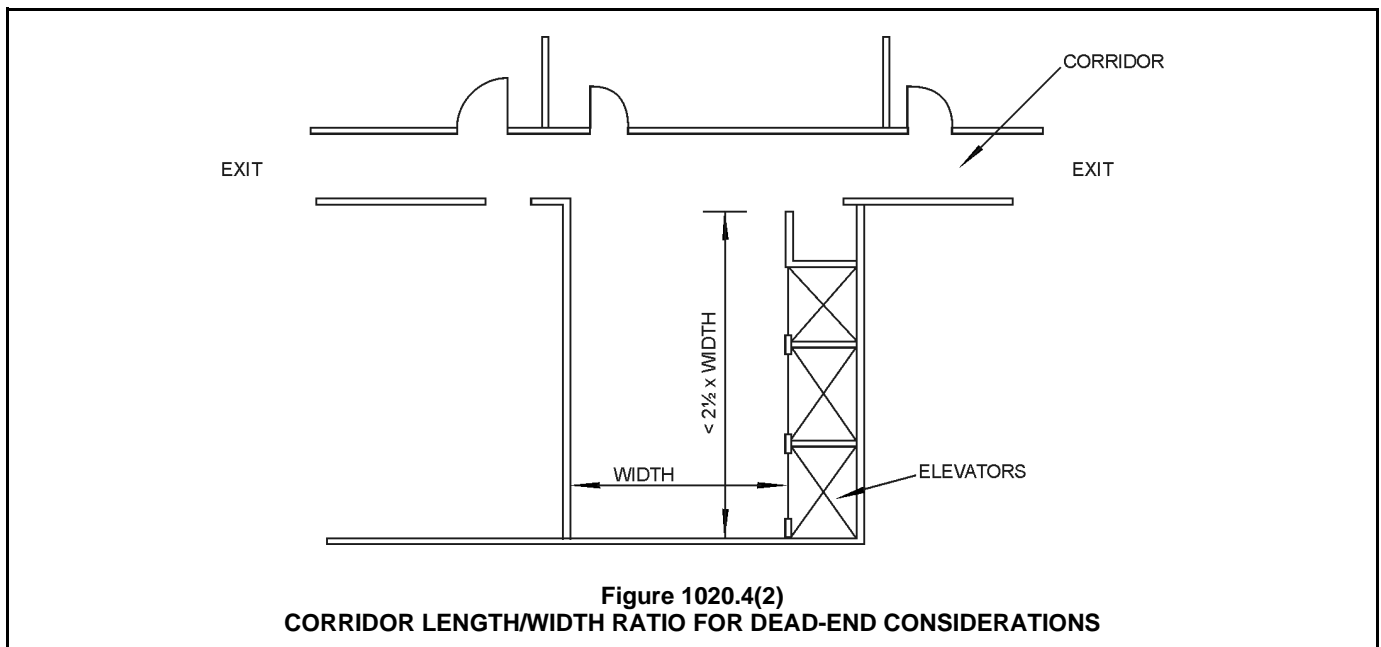 CORRIDOR
EXIT
EXIT
< 2½ x WIDTH
WIDTH
ELEVATORS
Figure 1020.4(2)
CORRIDOR LENGTH/WIDTH RATIO FOR DEAD-END CONSIDERATIONS